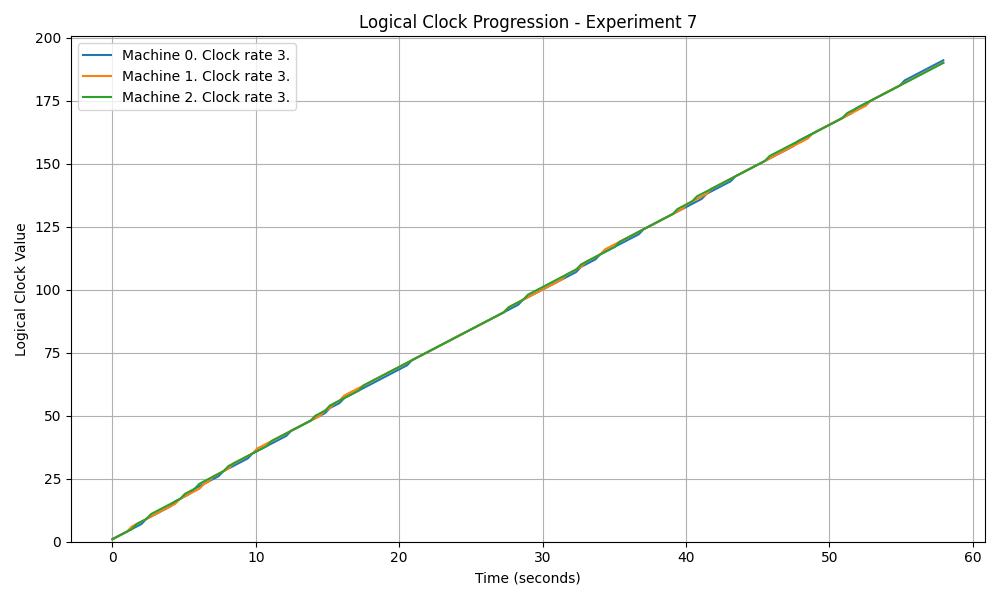 Logical Clock Progression - Experiment 7
Machine 0. Clock rate 3.
Machine 1. Clock rate 3.
Machine 2. Clock rate 3.
Logical Clock Value
200
175
150
125
100
75
50
25
0
0 10 20 30 40 50 60
Time (seconds)